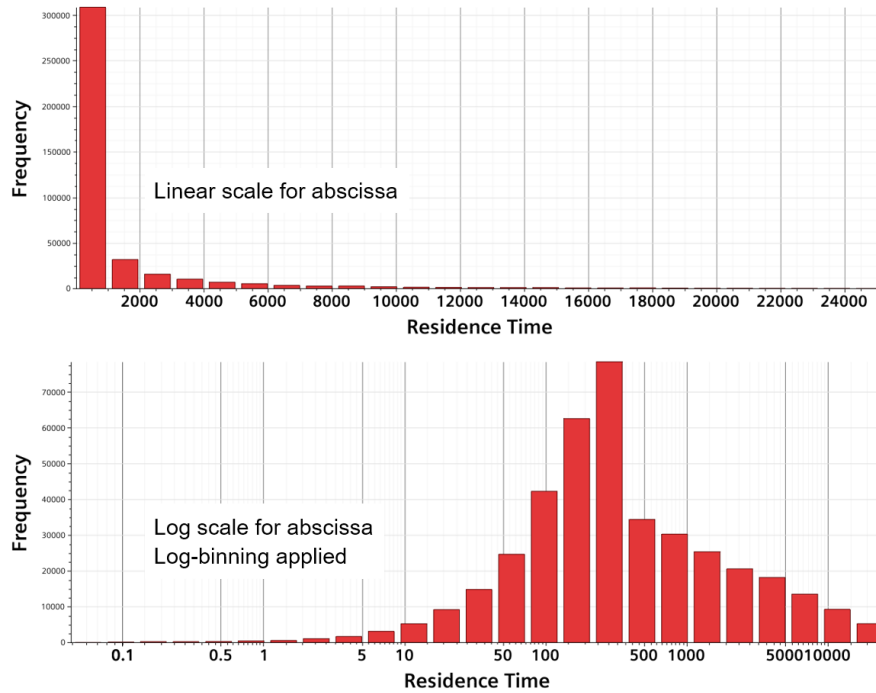 300000
250000
200000
150000
100000
50000
0
Frequency
Linear scale for abscissa
2000 4000 6000 8000 10000 12000 14000 16000 18000 20000 22000 24000
Residence Time
70000
60000
50000
40000
30000
20000
10000
0
Frequency
Log scale for abscissa
Log-binning applied
0.1 0.5 1 5 10 50 100 500 1000 5000 10000
Residence Time